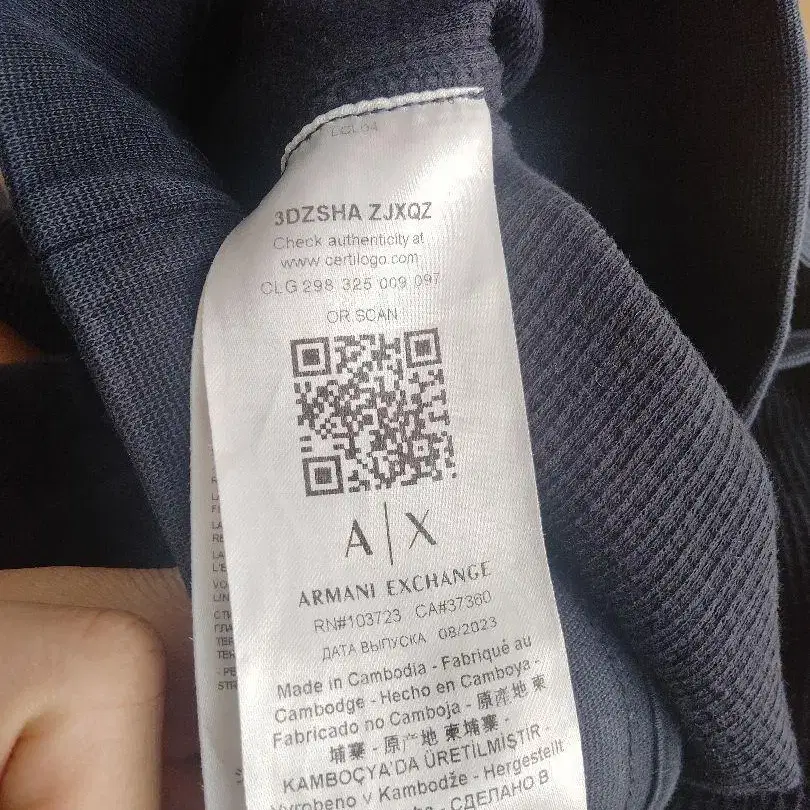 3DZSHA ZJXQZ
Check authenticity at
www.certilogo.com
CLG 298 325 009 097
OR SCAN
A|X
ARMANI EXCHANGE
RN#103723 CA#37360
ДАТА ВЫПУСКА 08/2023
Made in Cambodia - Fabriqué au
Cambodge - Hecho en Camboya -
Fabricado no Camboja - 原産地柬
埔寨 - 原产地 柬埔寨 -
KAMBOÇYA'DA ÜRETİLMİŞTİR -
Vyrobeno v Kambodže - Hergestellt
- СДЕЛАНО В